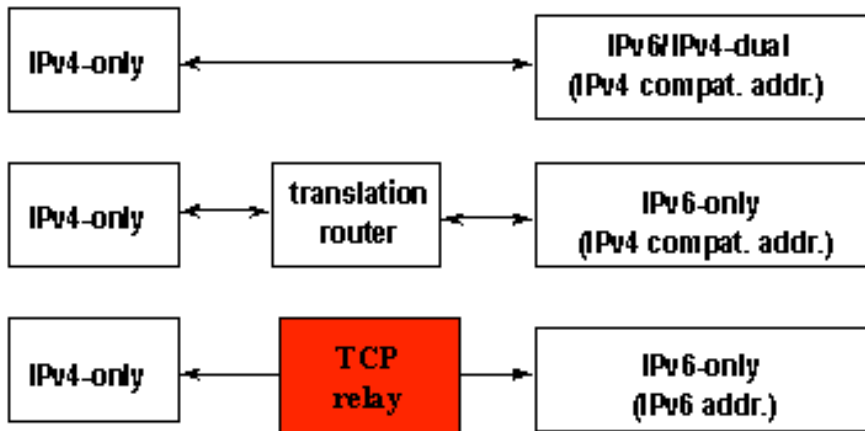 IPv4-only
IPv6/IPv4-dual
(IPv4 compat. addr.)
IPv4-only
translation
router
IPv6-only
(IPv4 compat. addr.)
IPv4-only
TCP
relay
IPv6-only
(IPv6 addr.)